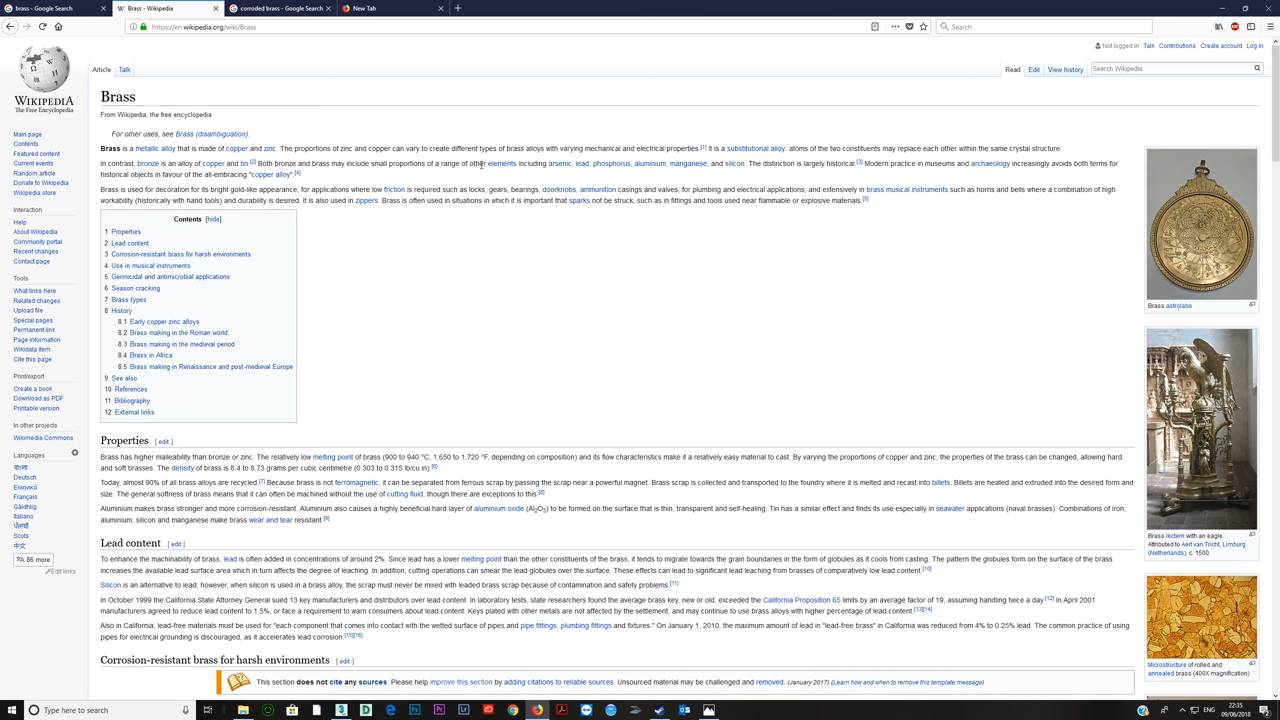 brass - Google Search
Brass - Wikipedia
corroded brass - Google Search
New Tab
https://en.wikipedia.org/wiki/Brass
Search
Not logged in Talk Contributions Create account Log in
Article Talk
Read Edit View history
Search Wikipedia
WIKIPEDIA
The Free Encyclopedia
Main page
Contents
Featured content
Current events
Random article
Donate to Wikipedia
Wikipedia store
Interaction
Help
About Wikipedia
Community portal
Recent changes
Contact page
Tools
What links here
Related changes
Upload file
Special pages
Permanent link
Page information
Wikidata item
Cite this page
Print/export
Create a book
Download as PDF
Printable version
In other projects
Wikimedia Commons
Languages
বাংলা
Deutsch
Ελληνικά
Français
Gàidhlig
Italiano
ਪੰਜਾਬੀ
Scots
中文
86 more
Edit links
Brass
From Wikipedia, the free encyclopedia
For other uses, see Brass (disambiguation).
Brass is a metallic alloy that is made of copper and zinc. The proportions of zinc and copper can vary to create different types of brass alloys with varying mechanical and electrical properties.[1] It is a substitutional alloy: atoms of the two constituents may replace each other within the same crystal structure.
In contrast, bronze is an alloy of copper and tin.[2] Both bronze and brass may include small proportions of a range of other elements including arsenic, lead, phosphorus, aluminium, manganese, and silicon. The distinction is largely historical.[3] Modern practice in museums and archaeology increasingly avoids both terms for
historical objects in favour of the all-embracing "copper alloy".[4]
Brass is used for decoration for its bright gold-like appearance; for applications where low friction is required such as locks, gears, bearings, doorknobs, ammunition casings and valves; for plumbing and electrical applications; and extensively in brass musical instruments such as horns and bells where a combination of high
workability (historically with hand tools) and durability is desired. It is also used in zippers. Brass is often used in situations in which it is important that sparks not be struck, such as in fittings and tools used near flammable or explosive materials.[5]
Contents [hide]
1 Properties
2 Lead content
3 Corrosion-resistant brass for harsh environments
4 Use in musical instruments
5 Germicidal and antimicrobial applications
6 Season cracking
7 Brass types
8 History
8.1 Early copper zinc alloys
8.2 Brass making in the Roman world
8.3 Brass making in the medieval period
8.4 Brass in Africa
8.5 Brass making in Renaissance and post-medieval Europe
9 See also
10 References
11 Bibliography
12 External links
Properties [ edit ]
Brass has higher malleability than bronze or zinc. The relatively low melting point of brass (900 to 940 °C, 1,650 to 1,720 °F, depending on composition) and its flow characteristics make it a relatively easy material to cast. By varying the proportions of copper and zinc, the properties of the brass can be changed, allowing hard
and soft brasses. The density of brass is 8.4 to 8.73 grams per cubic centimetre (0.303 to 0.315 lb/cu in).[6]
Today, almost 90% of all brass alloys are recycled.[7] Because brass is not ferromagnetic, it can be separated from ferrous scrap by passing the scrap near a powerful magnet. Brass scrap is collected and transported to the foundry where it is melted and recast into billets. Billets are heated and extruded into the desired form and
size. The general softness of brass means that it can often be machined without the use of cutting fluid, though there are exceptions to this.[8]
Aluminium makes brass stronger and more corrosion-resistant. Aluminium also causes a highly beneficial hard layer of aluminium oxide (Al2O3) to be formed on the surface that is thin, transparent and self-healing. Tin has a similar effect and finds its use especially in seawater applications (naval brasses). Combinations of iron,
aluminium, silicon and manganese make brass wear and tear resistant.[9]
Lead content [ edit ]
To enhance the machinability of brass, lead is often added in concentrations of around 2%. Since lead has a lower melting point than the other constituents of the brass, it tends to migrate towards the grain boundaries in the form of globules as it cools from casting. The pattern the globules form on the surface of the brass
increases the available lead surface area which in turn affects the degree of leaching. In addition, cutting operations can smear the lead globules over the surface. These effects can lead to significant lead leaching from brasses of comparatively low lead content.[10]
Silicon is an alternative to lead; however, when silicon is used in a brass alloy, the scrap must never be mixed with leaded brass scrap because of contamination and safety problems.[11]
In October 1999 the California State Attorney General sued 13 key manufacturers and distributors over lead content. In laboratory tests, state researchers found the average brass key, new or old, exceeded the California Proposition 65 limits by an average factor of 19, assuming handling twice a day.[12] In April 2001
manufacturers agreed to reduce lead content to 1.5%, or face a requirement to warn consumers about lead content. Keys plated with other metals are not affected by the settlement, and may continue to use brass alloys with higher percentage of lead content.[13][14]
Also in California, lead-free materials must be used for "each component that comes into contact with the wetted surface of pipes and pipe fittings, plumbing fittings and fixtures." On January 1, 2010, the maximum amount of lead in "lead-free brass" in California was reduced from 4% to 0.25% lead. The common practice of using
pipes for electrical grounding is discouraged, as it accelerates lead corrosion.[15][16]
Corrosion-resistant brass for harsh environments [ edit ]
This section does not cite any sources. Please help improve this section by adding citations to reliable sources. Unsourced material may be challenged and removed. (January 2017) (Learn how and when to remove this template message)
Brass astrolabe
Brass lectern with an eagle.
Attributed to Aert van Tricht, Limburg
(Netherlands), c. 1500.
Microstructure of rolled and
annealed brass (400X magnification)
Type here to search
22:35
09/06/2018